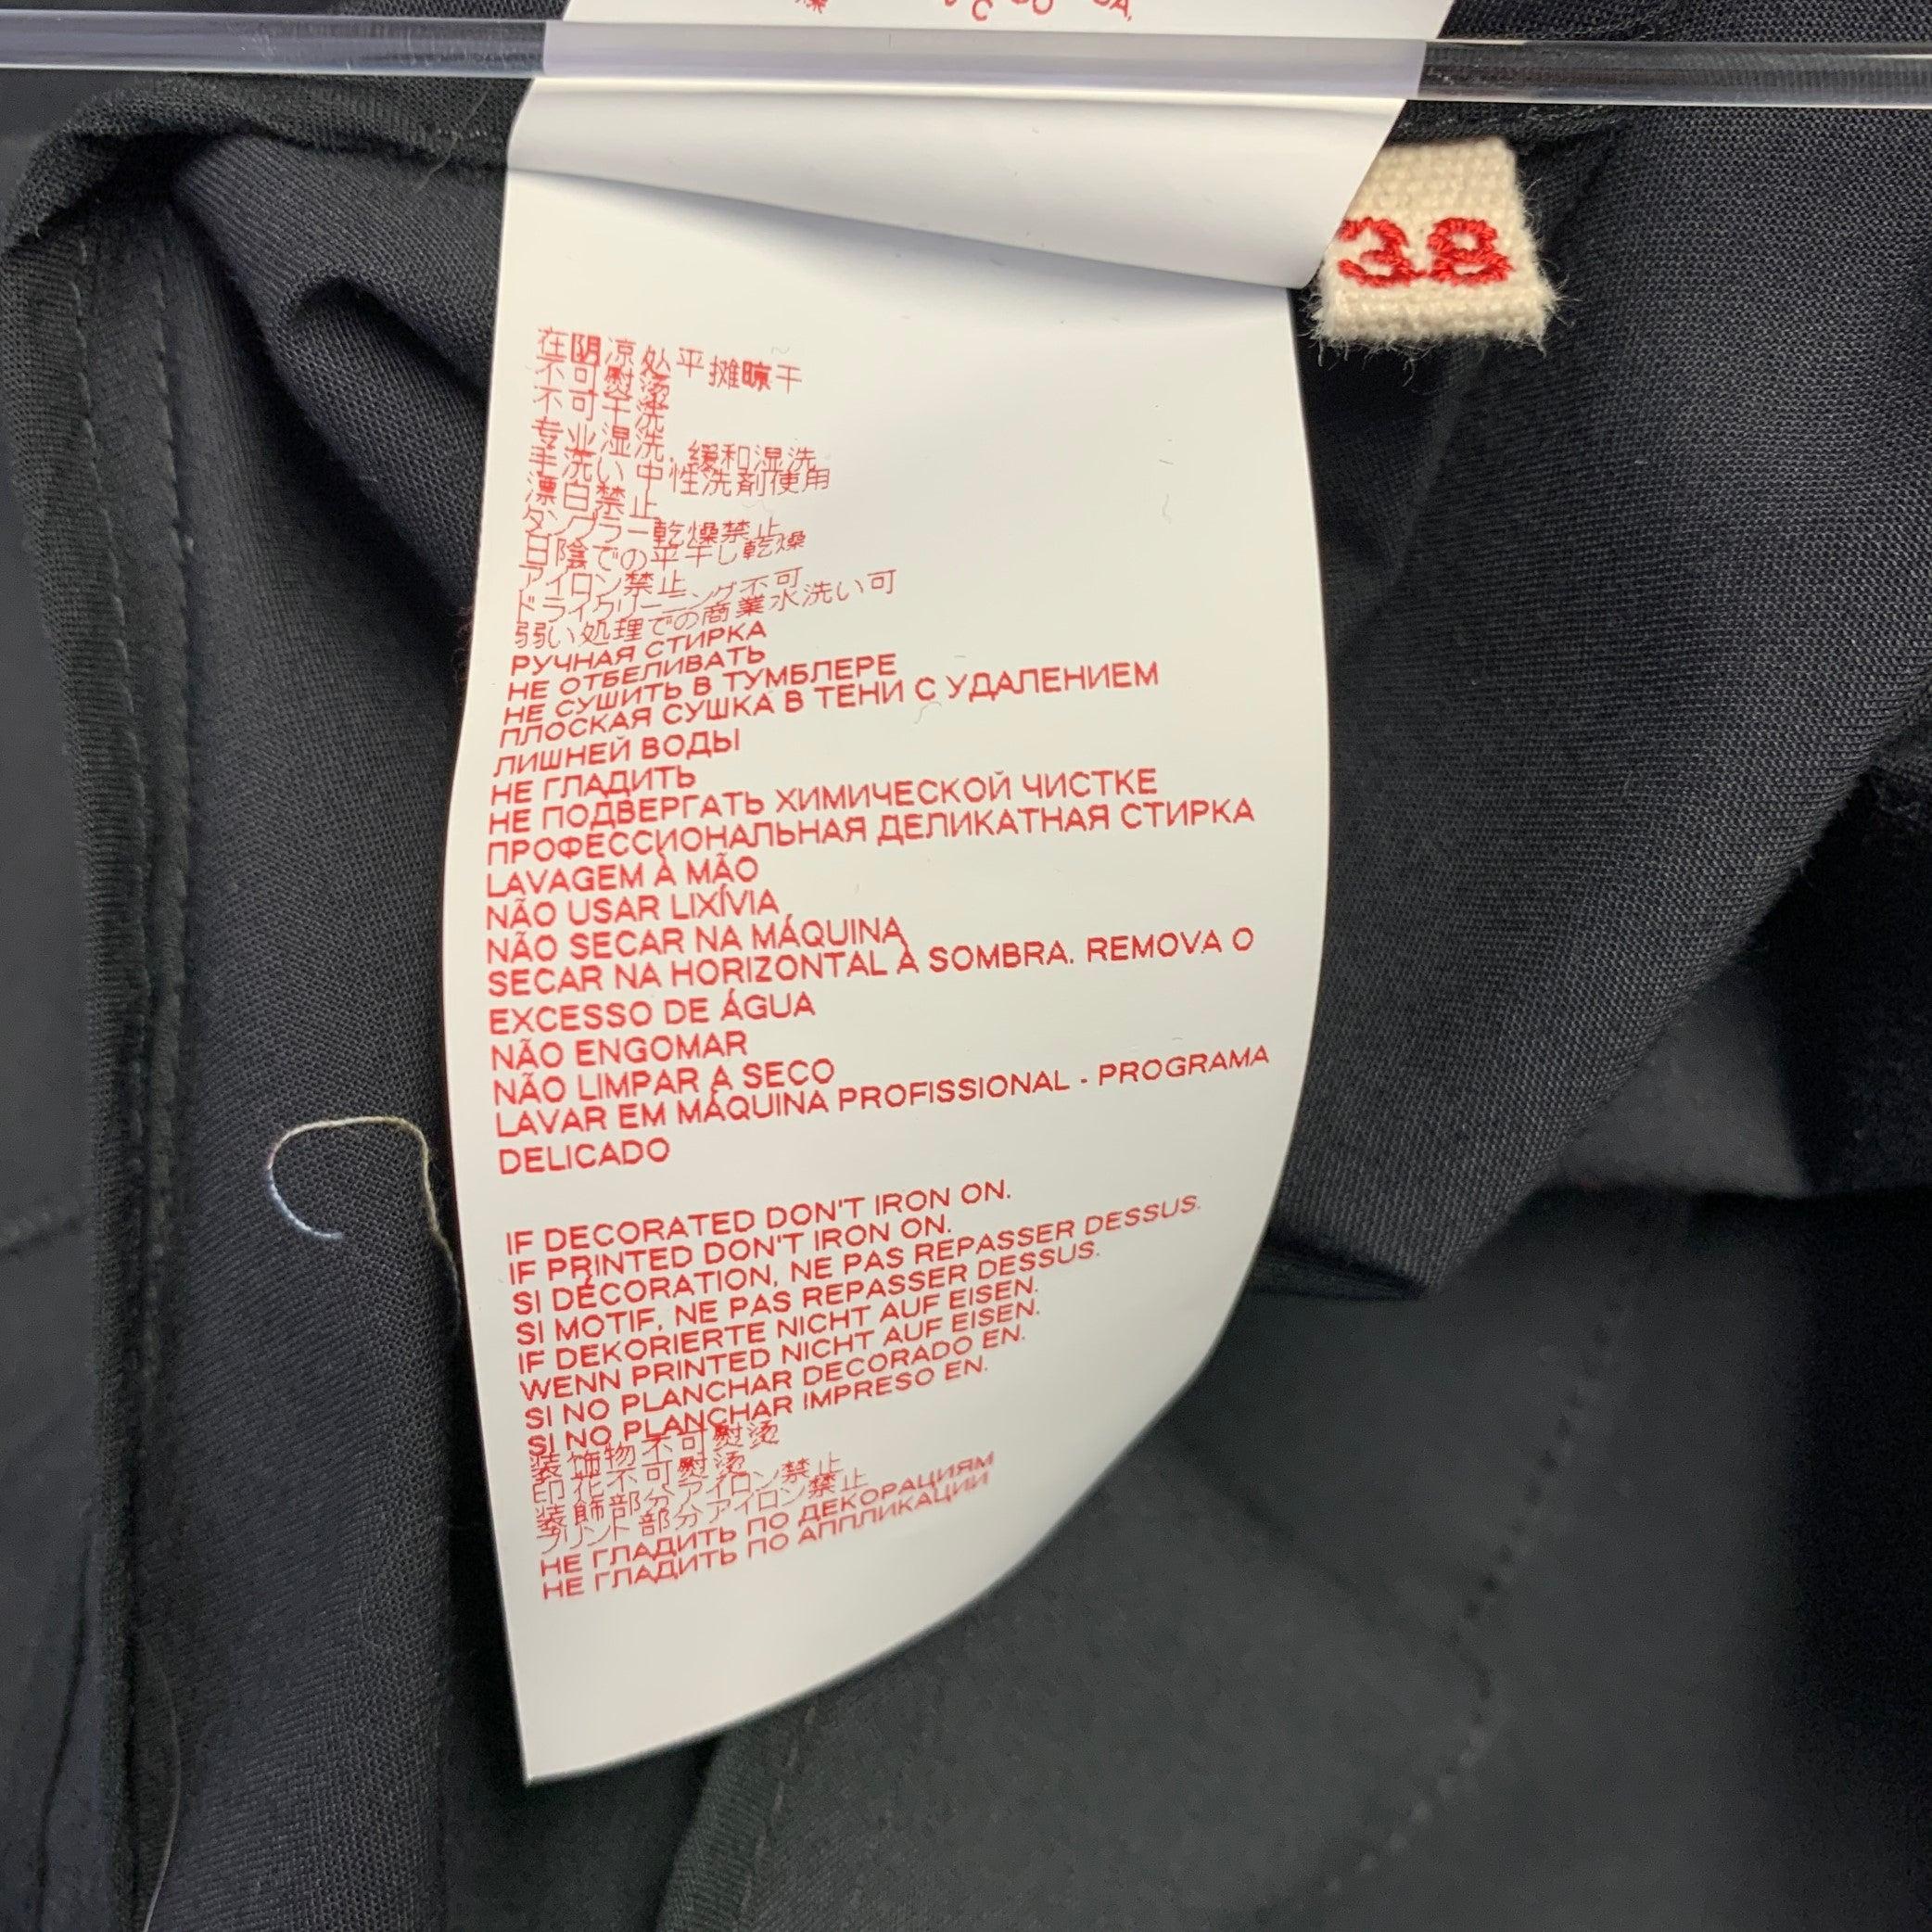 38
在阴凉处平摊晾干
不可熨烫
不可干洗
专业湿洗,缓和湿洗
手洗い 中性洗剤使用
漂白禁止
タンブラー乾燥禁止
日陰での平干し乾燥
アイロン禁止
ドライクリーニング不可
弱い処理での商業水洗い可
РУЧНАЯ СТИРКА
НЕ ОТБЕЛИВАТЬ
НЕ СУШИТЬ В ТУМБЛЕРЕ
ПЛОСКАЯ СУШКА В ТЕНИ С УДАЛЕНИЕМ
ЛИШНЕЙ ВОДЫ
НЕ ГЛАДИТЬ
НЕ ПОДВЕРГАТЬ ХИМИЧЕСКОЙ ЧИСТКЕ
ПРОФЕССИОНАЛЬНАЯ ДЕЛИКАТНАЯ СТИРКА
LAVAGEM À MÃO
NÃO USAR LIXÍVIA
NÃO SECAR NA MÁQUINA
SECAR NA HORIZONTAL À SOMBRA. REMOVA O
EXCESSO DE ÁGUA
NÃO ENGOMAR
NÃO LIMPAR A SECO
LAVAR EM MÁQUINA PROFISSIONAL - PROGRAMA
DELICADO
IF DECORATED DON'T IRON ON.
IF PRINTED DON'T IRON ON.
SI DÉCORATION, NE PAS REPASSER DESSUS.
SI MOTIF, NE PAS REPASSER DESSUS.
IF DEKORIERTE NICHT AUF EISEN.
WENN PRINTED NICHT AUF EISEN.
SI NO PLANCHAR DECORADO EN.
SI NO PLANCHAR IMPRESO EN.
装饰物不可熨烫
印花不可熨烫
装飾部分アイロン禁止
プリント部分アイロン禁止
НЕ ГЛАДИТЬ ПО ДЕКОРАЦИЯМ
НЕ ГЛАДИТЬ ПО АППЛИКАЦИИ